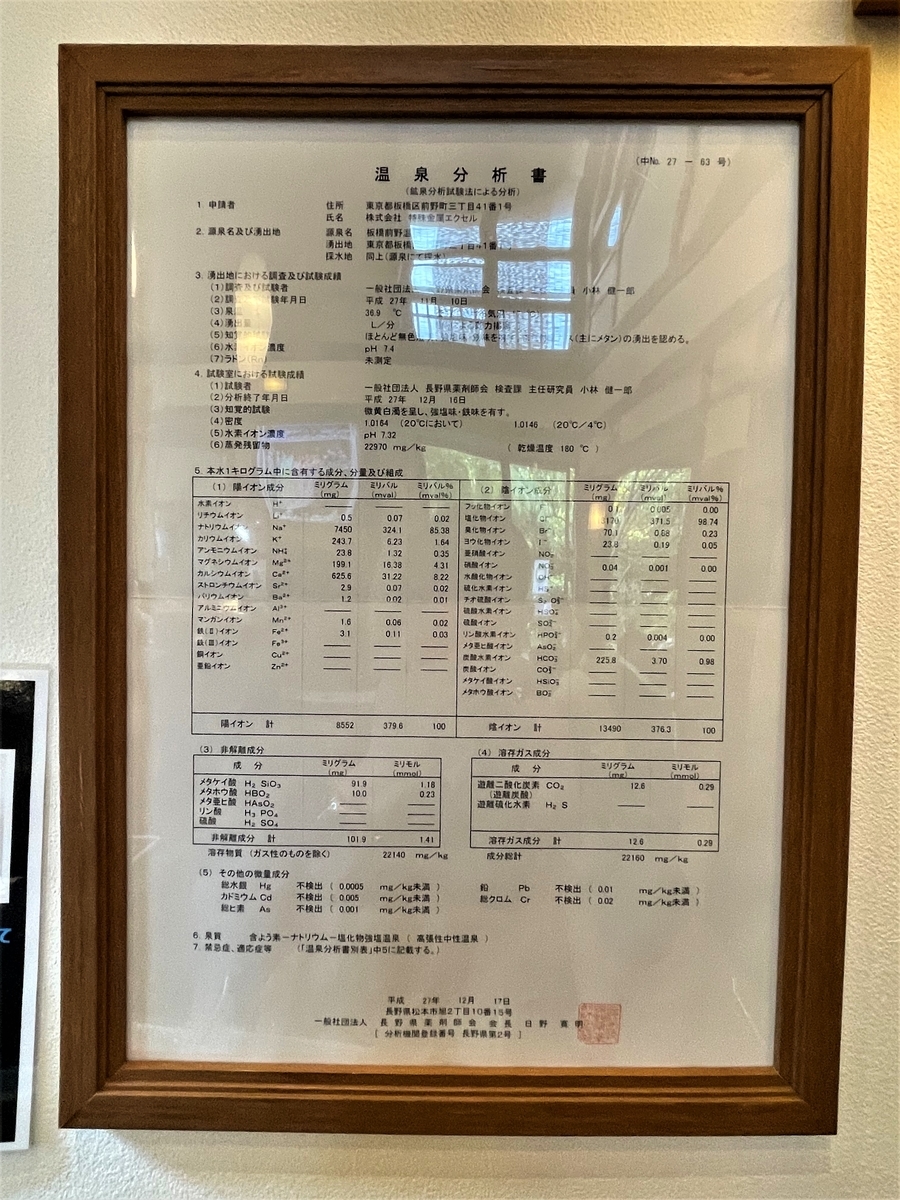 (中No. 27 － 63 号)
温泉分析書
(鉱泉分析試験法による分析)
1. 申請者 住所 東京都板橋区前野町三丁目41番1号
氏名 株式会社 特殊金属エクセル
2. 源泉名及び湧出地 源泉名 板橋前野
湧出地 東京都板橋 41番
採水地 同上(源泉にて採水)
3. 湧出地における調査及び試験成績
(1)調査及び試験者 一般社団法 小林 健一郎
(2)調 験年月日 平成 27年 11月 10日
(3)泉温 36.9 ℃
(4)湧出量 L/分
(5)知覚 ほとんど無色 (主にメタン)の湧出を認める。
(6)水 濃度 pH 7.4
(7)ラドン(Rn) 未測定
4. 試験室における試験成績
(1)試験者 一般社団法人 長野県薬剤師会 検査課 主任研究員 小林 健一郎
(2)分析終了年月日 平成 27年 12月 16日
(3)知覚的試験 微黄白濁を呈し、強塩味・鉄味を有す。
(4)密度 1.0164 (20℃において) 1.0146 (20℃/4℃)
(5)水素イオン濃度 pH 7.32
(6)蒸発残留物 22970 mg/kg ( 乾燥温度 180 ℃ )
5. 本水1キログラム中に含有する成分、分量及び組成
(1) 陽イオン成分 ミリグラム (mg) ミリバル (mval) ミリバル% (mval%)
水素イオン H⁺ ― ― ―
リチウムイオン Li⁺ 0.5 0.07 0.02
ナトリウムイオン Na⁺ 7450 324.1 85.38
カリウムイオン K⁺ 243.7 6.23 1.64
アンモニウムイオン NH₄⁺ 23.8 1.32 0.35
マグネシウムイオン Mg²⁺ 199.1 16.38 4.31
カルシウムイオン Ca²⁺ 625.6 31.22 8.22
ストロンチウムイオン Sr²⁺ 2.9 0.07 0.02
バリウムイオン Ba²⁺ 1.2 0.02 0.01
アルミニウムイオン Al³⁺ ― ― ―
マンガンイオン Mn²⁺ 1.6 0.06 0.02
鉄(Ⅱ)イオン Fe²⁺ 3.1 0.11 0.03
鉄(Ⅲ)イオン Fe³⁺ ― ― ―
銅イオン Cu²⁺ ― ― ―
亜鉛イオン Zn²⁺ ― ― ―
陽イオン 計 8552 379.6 100
(2) 陰イオン成分 ミリグラム (mg) ミリバル (mval) ミリバル% (mval%)
フッ化物イオン F⁻ 0.1 0.005 0.00
塩化物イオン Cl⁻ 371.5 98.74
臭化物イオン Br⁻ 70.1 0.88 0.23
ヨウ化物イオン I⁻ 23.8 0.19 0.05
亜硝酸イオン NO₂⁻ ― ― ―
硝酸イオン NO₃⁻ 0.04 0.001 0.00
水酸化物イオン OH⁻ ― ― ―
硫化水素イオン HS⁻ ― ― ―
チオ硫酸イオン S₂O₃²⁻ ― ― ―
硫酸水素イオン HSO₄⁻ ― ― ―
硫酸イオン SO₄²⁻ ― ― ―
リン酸水素イオン HPO₄²⁻ 0.2 0.004 0.00
メタ亜ヒ酸イオン AsO₂⁻ ― ― ―
炭酸水素イオン HCO₃⁻ 225.8 3.70 0.98
炭酸イオン CO₃²⁻ ― ― ―
メタケイ酸イオン HSiO₃⁻ ― ― ―
メタホウ酸イオン BO₂⁻ ― ― ―
陰イオン 計 13490 376.3 100
(3) 非解離成分
成 分 ミリグラム (mg) ミリモル (mmol)
メタケイ酸 H₂SiO₃ 91.9 1.18
メタホウ酸 HBO₂ 10.0 0.23
メタ亜ヒ酸 HAsO₂ ― ―
リン酸 H₃PO₄ ― ―
硫酸 H₂SO₄ ― ―
非解離成分 計 101.9 1.41
溶存物質 (ガス性のものを除く) 22140 mg/kg
(4) 溶存ガス成分
成 分 ミリグラム (mg) ミリモル (mmol)
遊離二酸化炭素 CO₂ 12.6 0.29
(遊離炭酸)
遊離硫化水素 H₂S ― ―
溶存ガス成分 計 12.6 0.29
成分総計 22160 mg/kg
(5) その他の微量成分
総水銀 Hg 不検出 ( 0.0005 mg/kg未満 ) 鉛 Pb 不検出 ( 0.01 mg/kg未満 )
カドミウム Cd 不検出 ( 0.005 mg/kg未満 ) 総クロム Cr 不検出 ( 0.02 mg/kg未満 )
総ヒ素 As 不検出 ( 0.001 mg/kg未満 )
6. 泉質 含よう素－ナトリウム－塩化物強塩温泉 ( 高張性中性温泉 )
7. 禁忌症、適応症等 (「温泉分析書別表」中5に記載する。)
平成 27年 12月 17日
長野県松本市旭2丁目10番15号
一般社団法人 長野県薬剤師会 会長 日野 寛明
[ 分析機関登録番号 長野県第2号 ]